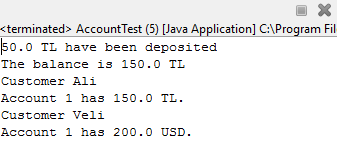 <terminated> AccountTest (5) [Java Application] C:\Program File
50.0 TL have been deposited
The balance is 150.0 TL
Customer Ali
Account 1 has 150.0 TL.
Customer Veli
Account 1 has 200.0 USD.